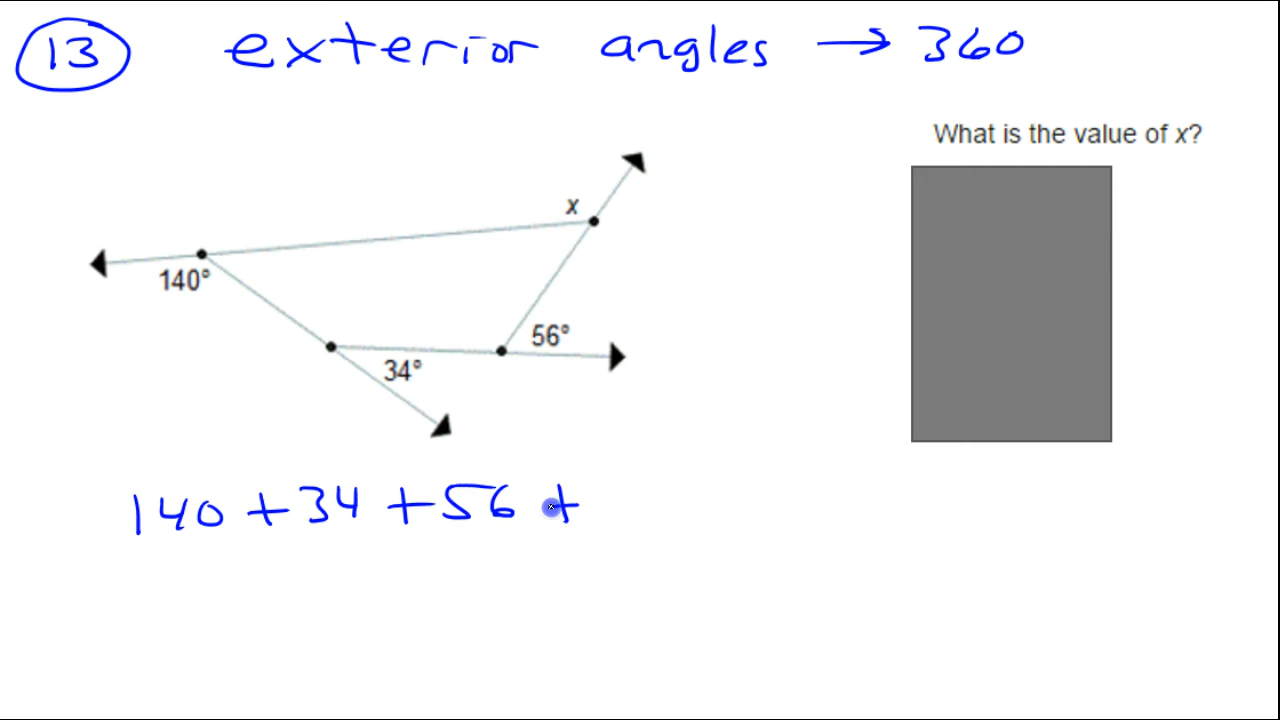 13 exterior angles → 360
What is the value of x?
x
140°
56°
34°
140 + 34 + 56 +